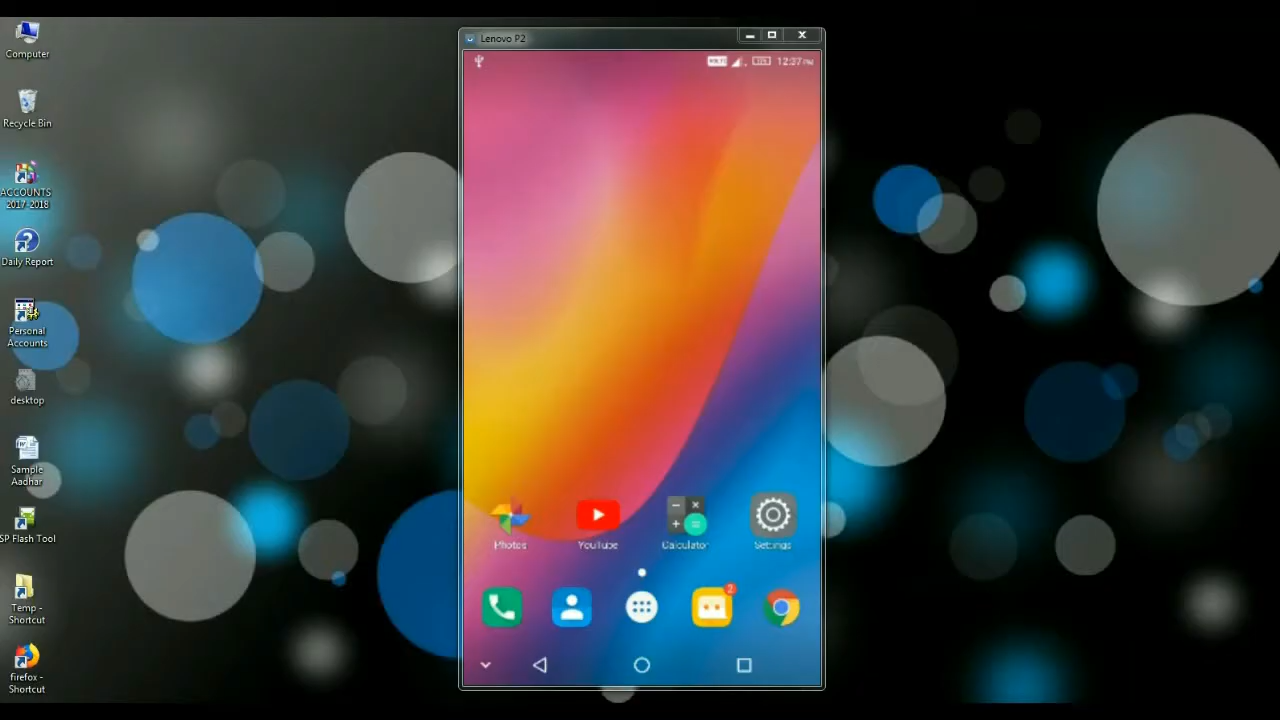 Computer
Recycle Bin
ACCOUNTS
2017-2018
Daily Report
Personal
Accounts
desktop
Sample
Aadhar
SP Flash Tool
Temp -
Shortcut
firefox -
Shortcut
Lenovo P2
12:37 PM
Photos
YouTube
Calculator
Settings
2